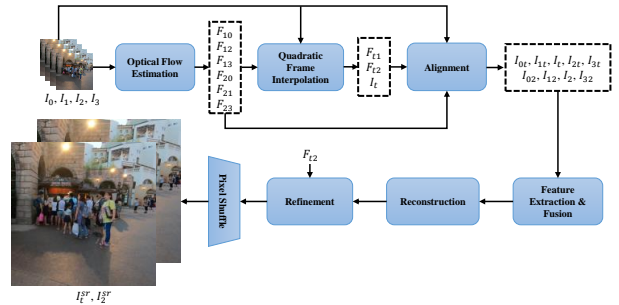 I₀, I₁, I₂, I₃
Optical Flow
Estimation
F₁₀
F₁₂
F₁₃
F₂₀
F₂₁
F₂₃
Quadratic
Frame
Interpolation
Fₜ₁
Fₜ₂
Iₜ
Alignment
I₀ₜ, I₁ₜ, Iₜ, I₂ₜ, I₃ₜ
I₀₂, I₁₂, I₂, I₃₂
Feature
Extraction &
Fusion
Reconstruction
Fₜ₂
Refinement
Pixel Shuffle
Iₜˢʳ, I₂ˢʳ